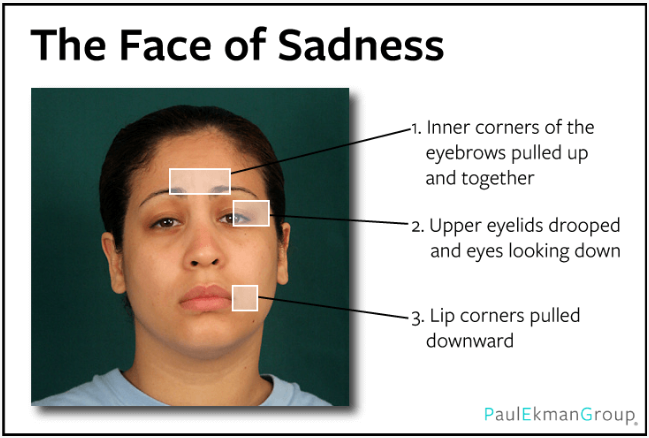 The Face of Sadness
1. Inner corners of the
eyebrows pulled up
and together
2. Upper eyelids drooped
and eyes looking down
3. Lip corners pulled
downward
PaulEkmanGroup®